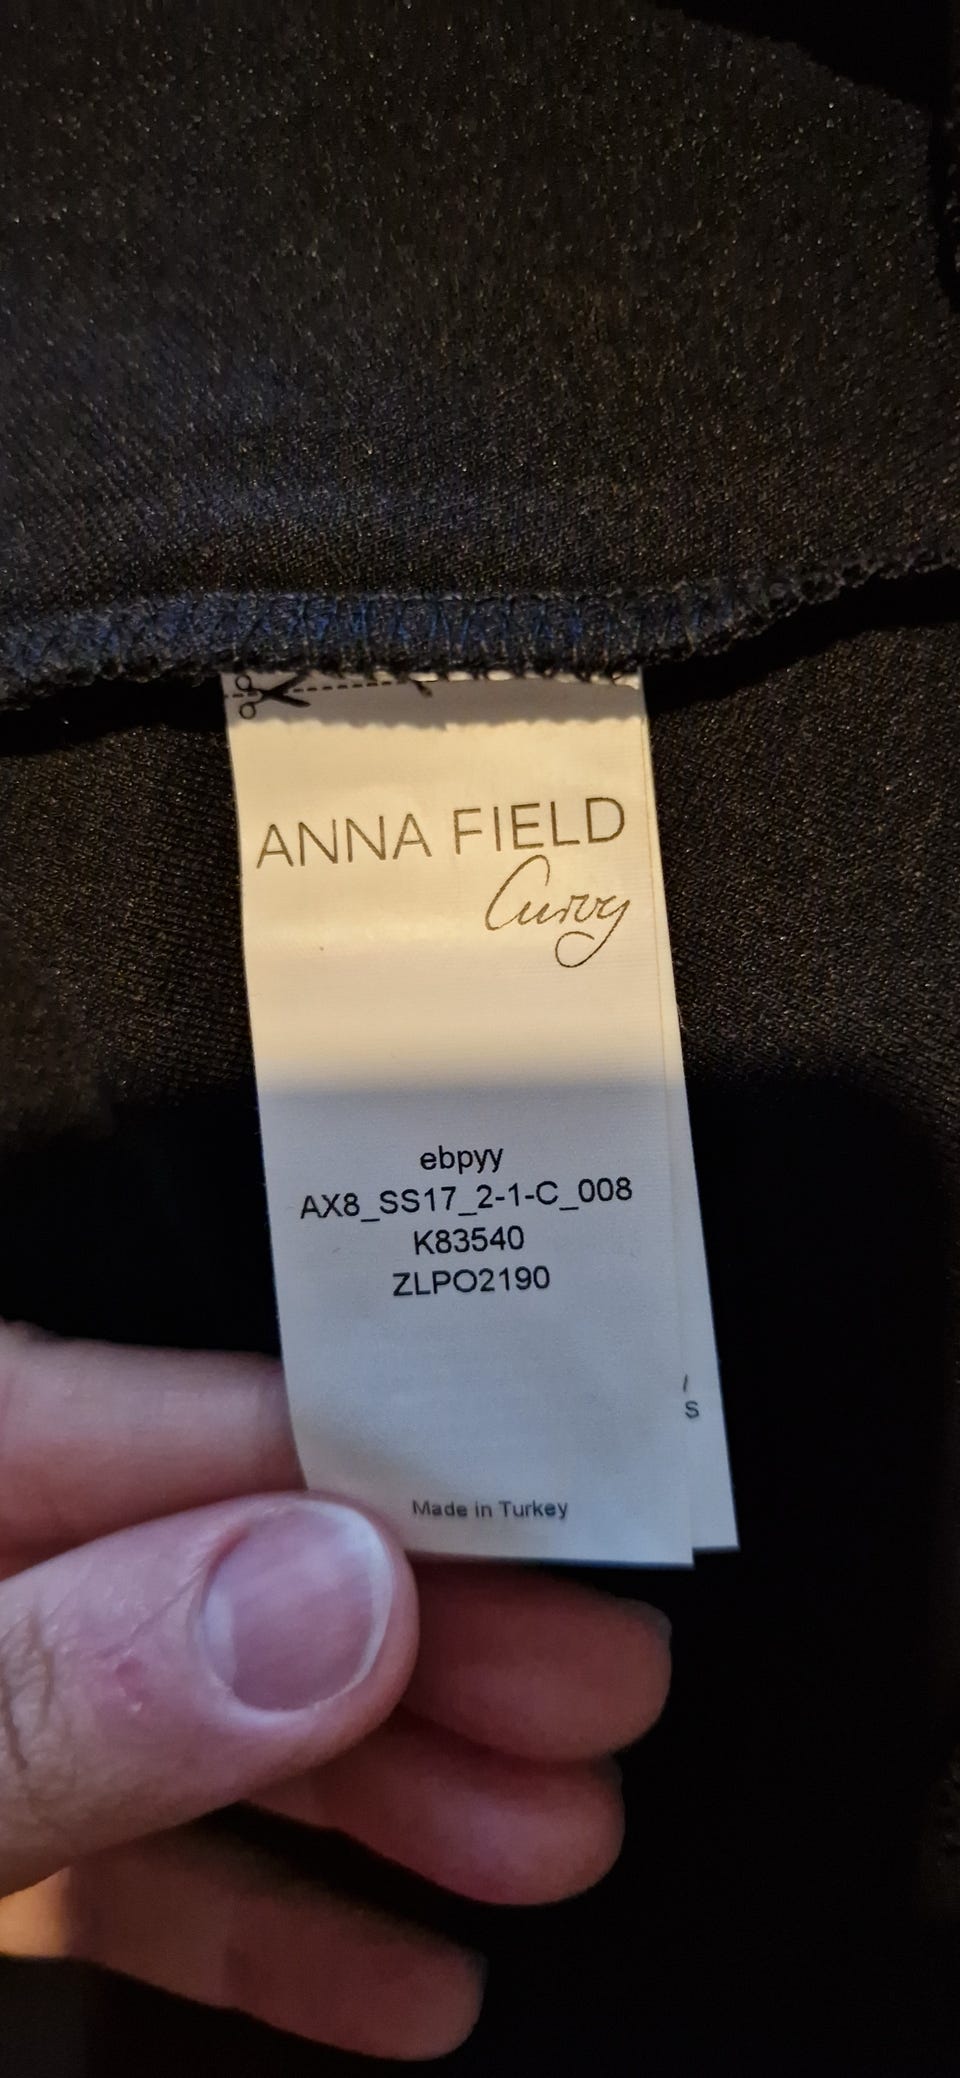 ANNA FIELD
Curvy
ebpyy
AX8_SS17_2-1-C_008
K83540
ZLPO2190
S
Made in Turkey